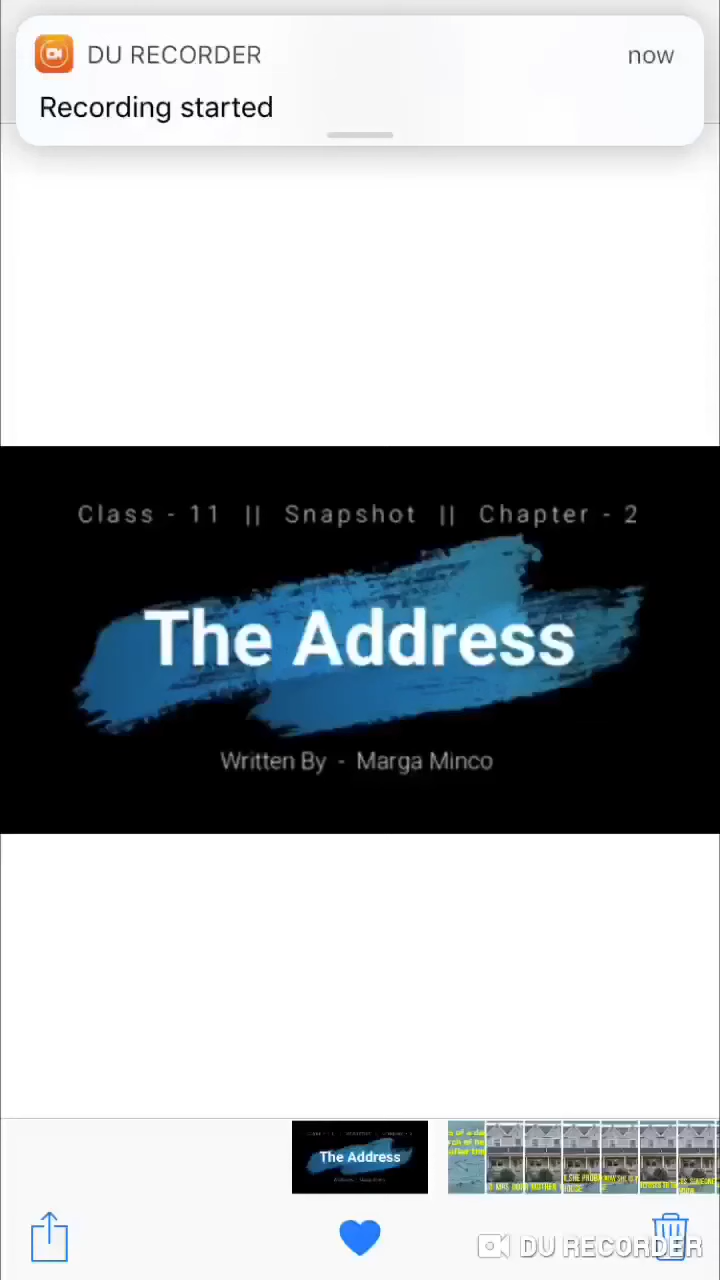 DU RECORDER
now
Recording started
Class - 11 || Snapshot || Chapter - 2
The Address
Written By - Marga Minco
The Address
DU RECORDER